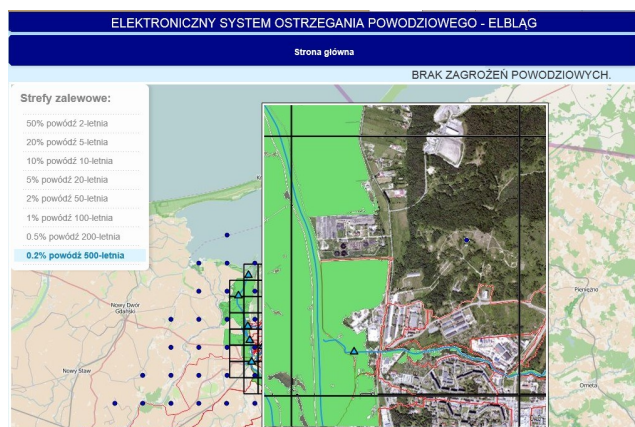 ELEKTRONICZNY SYSTEM OSTRZEGANIA POWODZIOWEGO - ELBLĄG
Strona główna
BRAK ZAGROŻEŃ POWODZIOWYCH.
Strefy zalewowe:
50% powódź 2-letnia
20% powódź 5-letnia
10% powódź 10-letnia
5% powódź 20-letnia
2% powódź 50-letnia
1% powódź 100-letnia
0.5% powódź 200-letnia
0.2% powódź 500-letnia
Nowy Dwór
Gdański
Nowy Staw
Pieniężno
Orneta